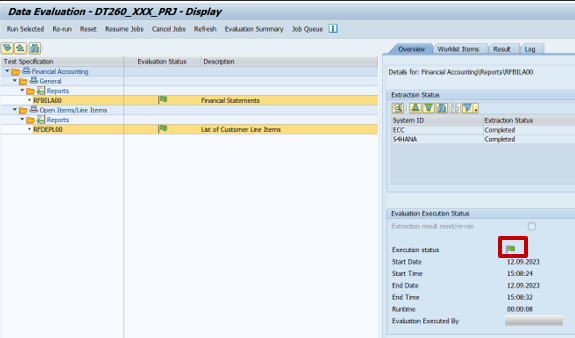 Data Evaluation - DT260_XXX_PRJ - Display
Run Selected Re-run Reset Resume Jobs Cancel Jobs Refresh Evaluation Summary Job Queue
Test Specification Evaluation Status Description
Financial Accounting
General
Reports
RFBILA00 Financial Statements
Open Items/Line Items
Reports
RFDEPL00 List of Customer Line Items
Overview Worklist Items Result Log
Details for: Financial Accounting\Reports\RFBILA00
Extraction Status
System ID Extraction Status
ECC Completed
S4HANA Completed
Evaluation Execution Status
Extraction result reset/re-ran
Execution status
Start Date 12.09.2023
Start Time 15:08:24
End Date 12.09.2023
End Time 15:08:32
Runtime 00:00:08
Evaluation Executed By